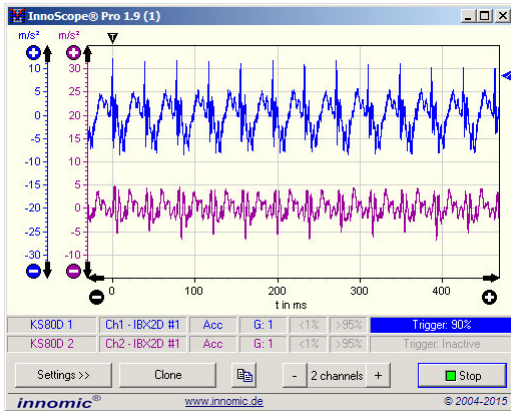 InnoScope® Pro 1.9 (1)
m/s² m/s²
10 30
5 25
0 20
-5 15
-10 10
-15 5
-20 0
-25 -5
-30 -10
0 100 200 300 400
t in ms
KS80D 1 Ch1 - IBX2D #1 Acc G: 1 <1% >95% Trigger: 90%
KS80D 2 Ch2 - IBX2D #1 Acc G: 1 <1% >95% Trigger: Inactive
Settings >> Clone - 2 channels + Stop
innomic® www.innomic.de © 2004-2015